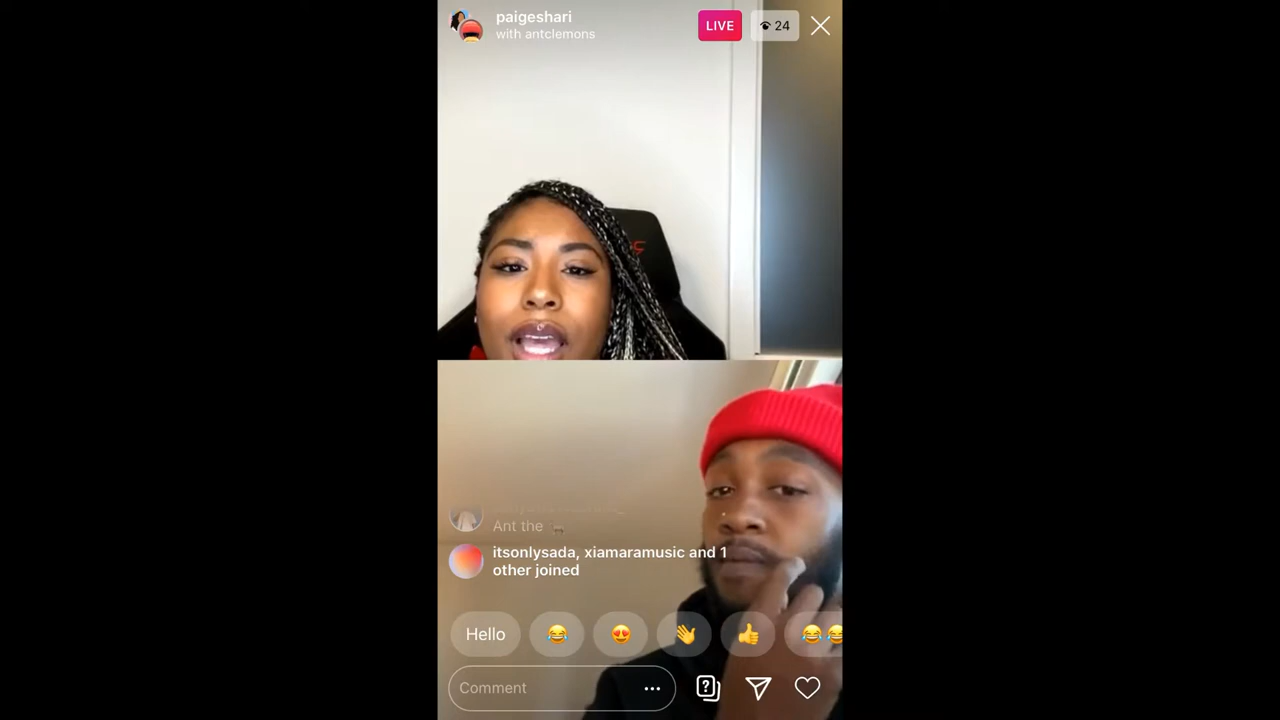 paigeshari
with antclemons
LIVE
24
Ant the
itsonlysada, xiamaramusic and 1
other joined
Hello
Comment